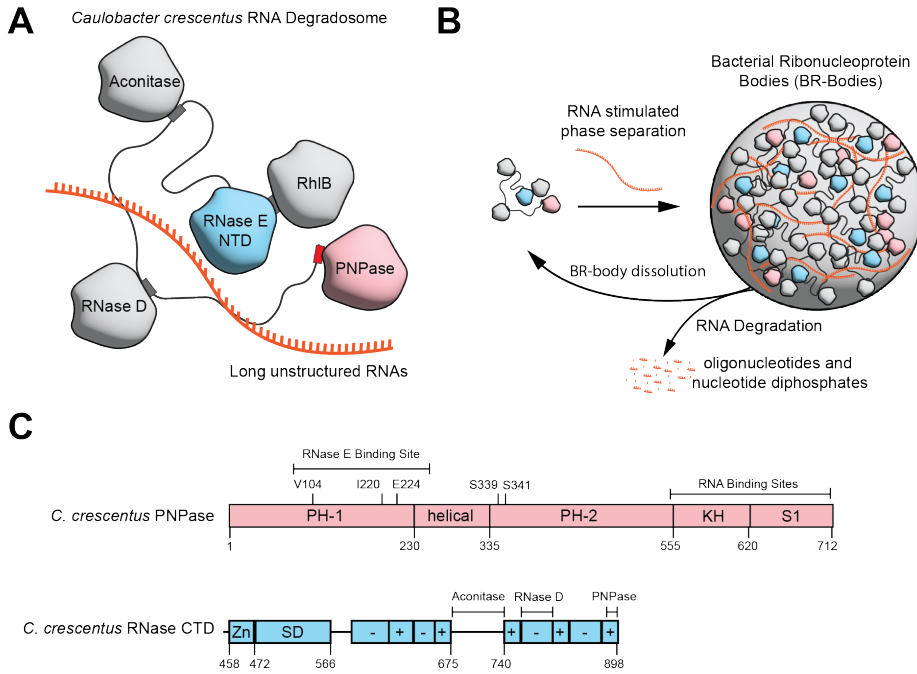 A
Caulobacter crescentus RNA Degradosome
Aconitase
RhlB
RNase E
NTD
PNPase
RNase D
Long unstructured RNAs
B
Bacterial Ribonucleoprotein
Bodies (BR-Bodies)
RNA stimulated
phase separation
BR-body dissolution
RNA Degradation
oligonucleotides and
nucleotide diphosphates
C
RNase E Binding Site
V104 I220 E224 S339 S341
RNA Binding Sites
C. crescentus PNPase
PH-1 helical PH-2 KH S1
1 230 335 555 620 712
Aconitase RNase D PNPase
C. crescentus RNase CTD
Zn SD - + - + + - + - +
458 472 566 675 740 898